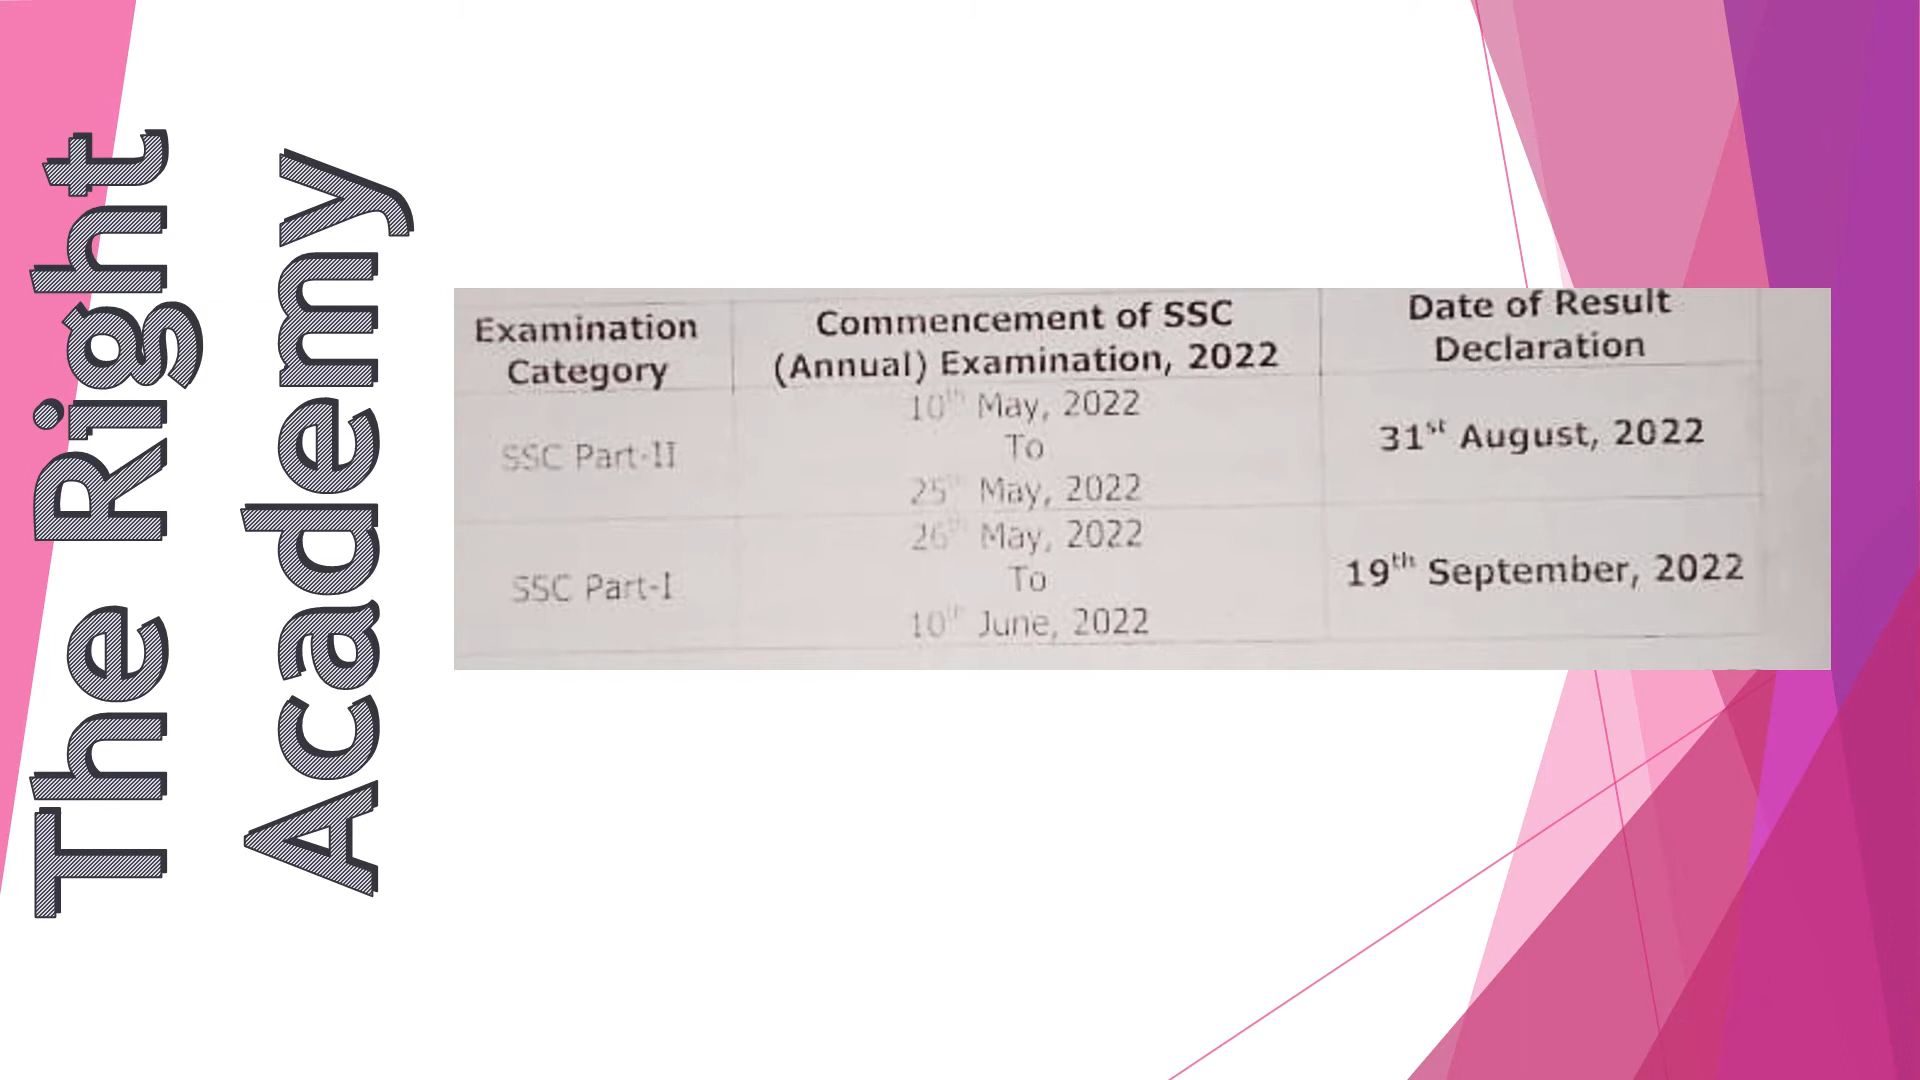 The Right
Academy
Examination
Category
Commencement of SSC
(Annual) Examination, 2022
Date of Result
Declaration
SSC Part-II
10th May, 2022
To
25th May, 2022
31st August, 2022
SSC Part-I
26th May, 2022
To
10th June, 2022
19th September, 2022